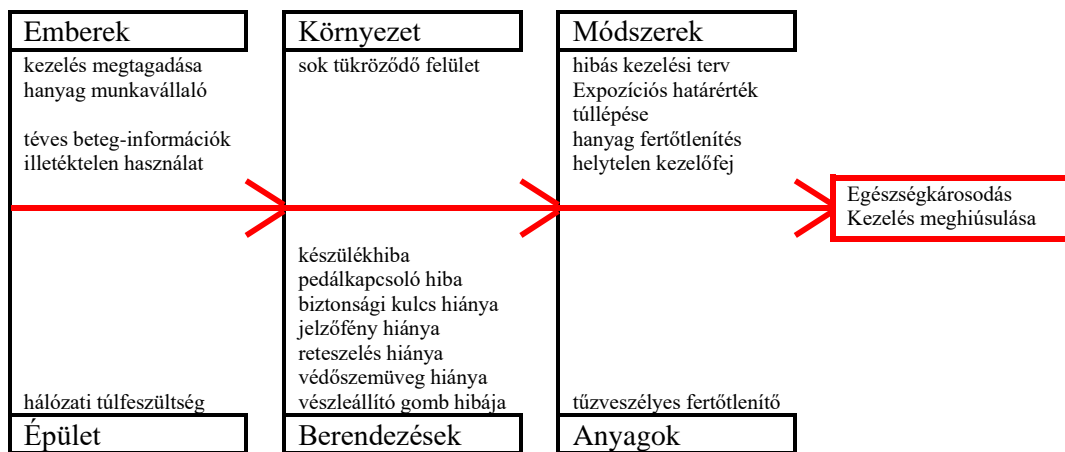 Emberek
kezelés megtagadása
hanyag munkavállaló
téves beteg-információk
illetéktelen használat
Környezet
sok tükröződő felület
Módszerek
hibás kezelési terv
Expozíciós határérték
túllépése
hanyag fertőtlenítés
helytelen kezelőfej
Egészségkárosodás
Kezelés meghiúsulása
hálózati túlfeszültség
Épület
készülékhiba
pedálkapcsoló hiba
biztonsági kulcs hiánya
jelzőfény hiánya
reteszelés hiánya
védőszemüveg hiánya
vészleállító gomb hibája
Berendezések
tűzveszélyes fertőtlenítő
Anyagok